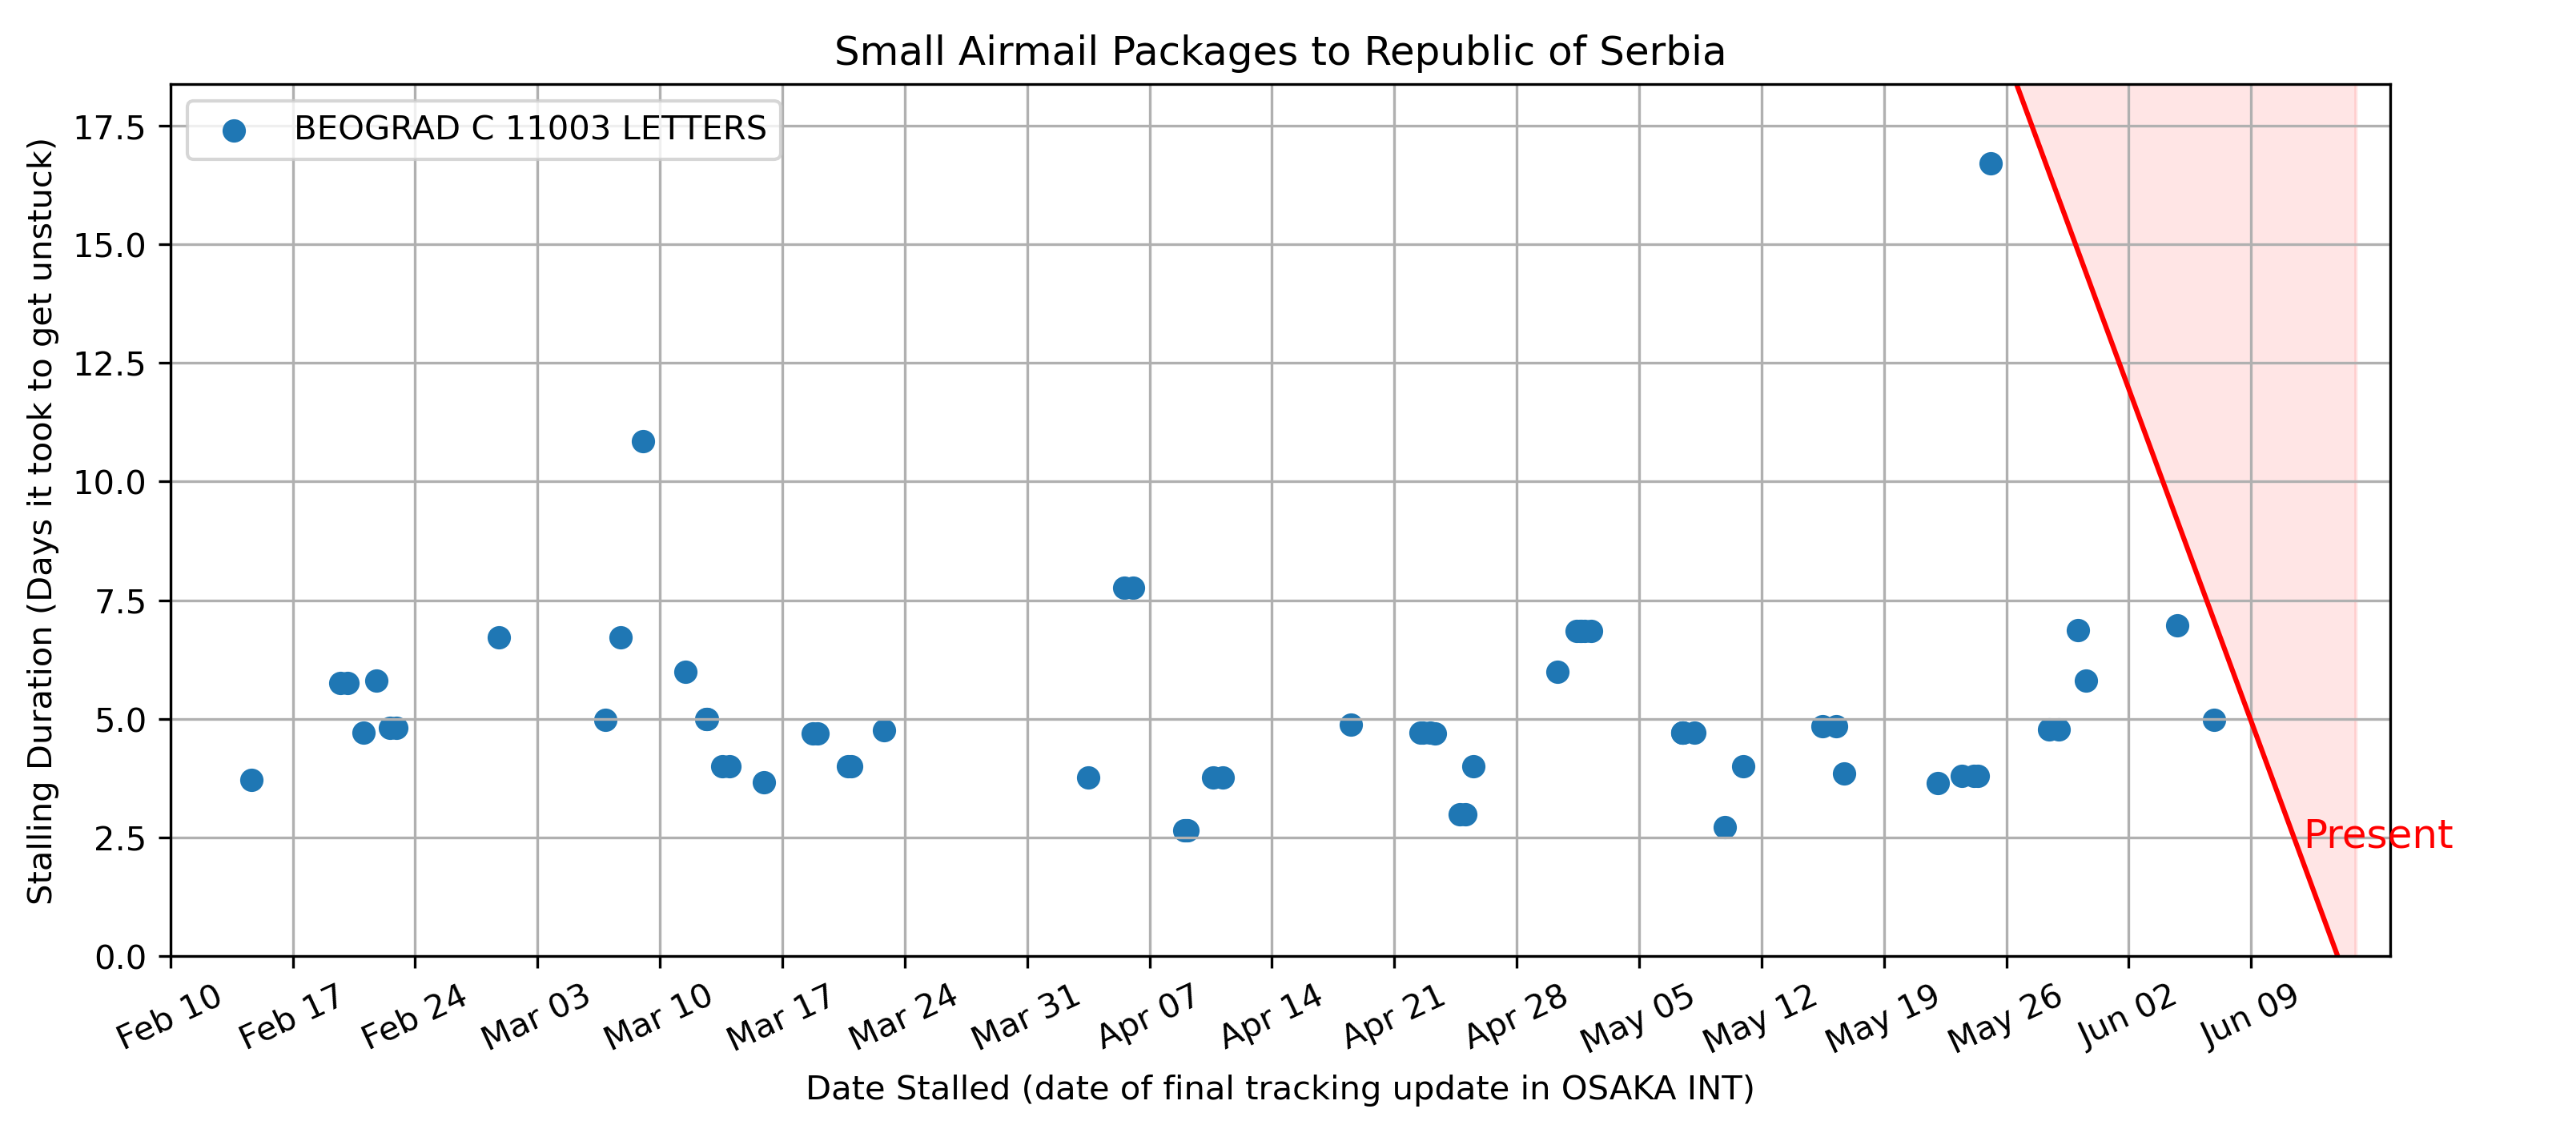 Small Airmail Packages to Republic of Serbia
BEOGRAD C 11003 LETTERS
Stalling Duration (Days it took to get unstuck)
17.5
15.0
12.5
10.0
7.5
5.0
2.5
0.0
Present
Feb 10
Feb 17
Feb 24
Mar 03
Mar 10
Mar 17
Mar 24
Mar 31
Apr 07
Apr 14
Apr 21
Apr 28
May 05
May 12
May 19
May 26
Jun 02
Jun 09
Date Stalled (date of final tracking update in OSAKA INT)